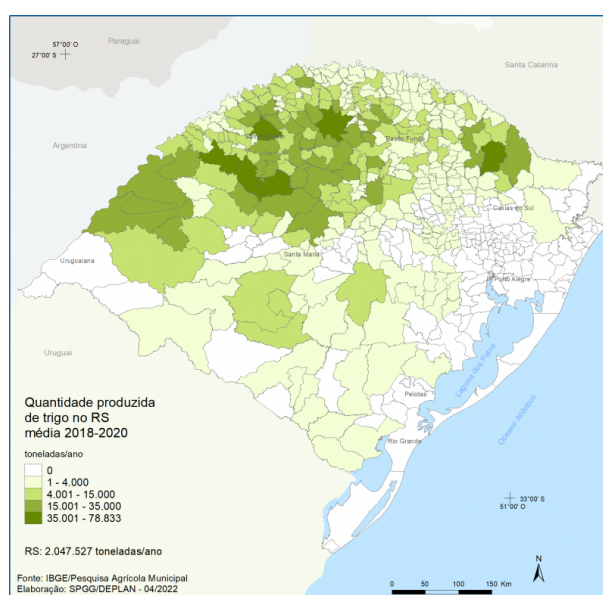 Paraguai
57°00' O
27°00' S
Santa Catarina
Argentina
Passo Fundo
Caxias do Sul
Uruguaiana
Santa Maria
Porto Alegre
Uruguai
Laguna dos Patos
Pelotas
Rio Grande
Oceano Atlântico
Quantidade produzida
de trigo no RS
média 2018-2020
toneladas/ano
0
1 - 4.000
4.001 - 15.000
15.001 - 35.000
35.001 - 78.833
33°00' S
51°00' O
RS: 2.047.527 toneladas/ano
N
Fonte: IBGE/Pesquisa Agrícola Municipal
Elaboração: SPGG/DEPLAN - 04/2022
0 50 100 150 Km